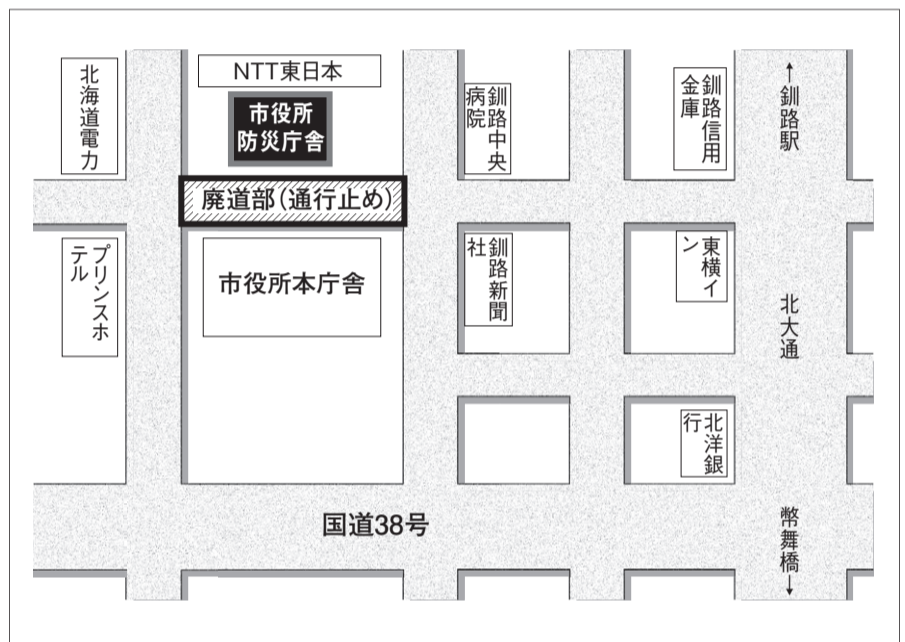 北海道電力
NTT東日本
市役所
防災庁舎
釧路中央
病院
釧路信用
金庫
↑釧路駅
廃道部(通行止め)
プリンスホ
テル
市役所本庁舎
釧路新聞
社
東横イ
ン
北大通
北洋銀
行
国道38号
幣舞橋↓